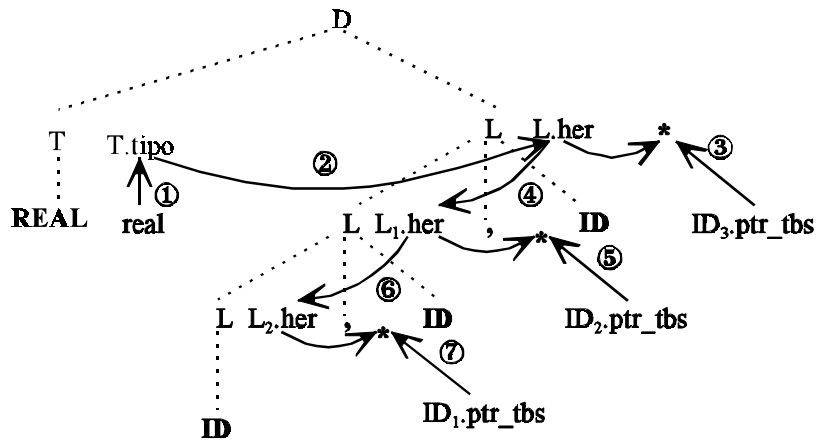 D
T T.tipo L L.her * ③
②
① ④
REAL real L L₁.her , * ID ID₃.ptr_tbs
⑤
⑥
L L₂.her , * ID ID₂.ptr_tbs
⑦
ID ID₁.ptr_tbs